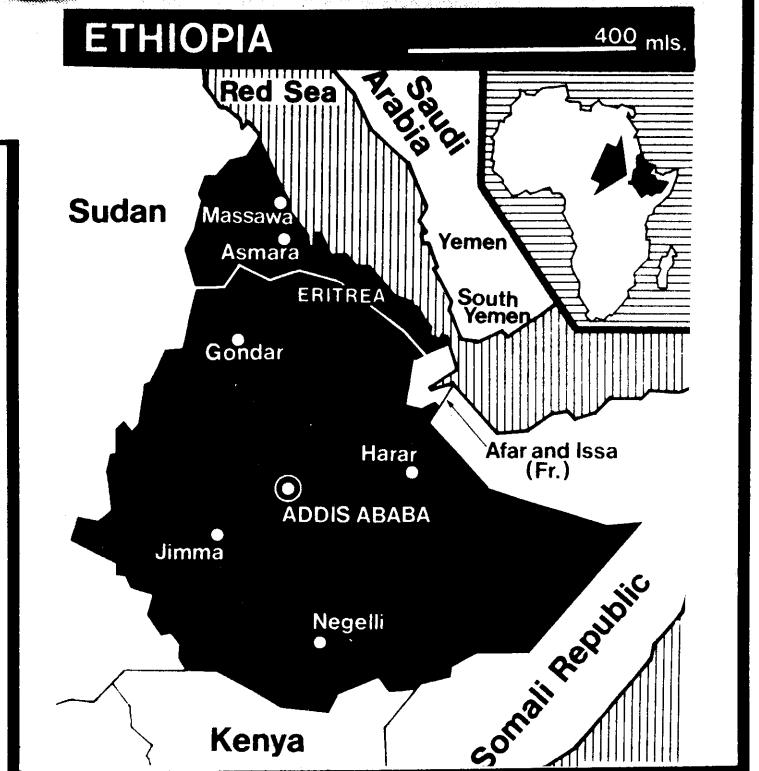 ETHIOPIA
400 mls.
Red Sea
Saudi
Arabia
Sudan
Massawa
Asmara
Yemen
ERITREA
South
Yemen
Gondar
Harar
Afar and Issa
(Fr.)
ADDIS ABABA
Jimma
Negelli
Somali Republic
Kenya